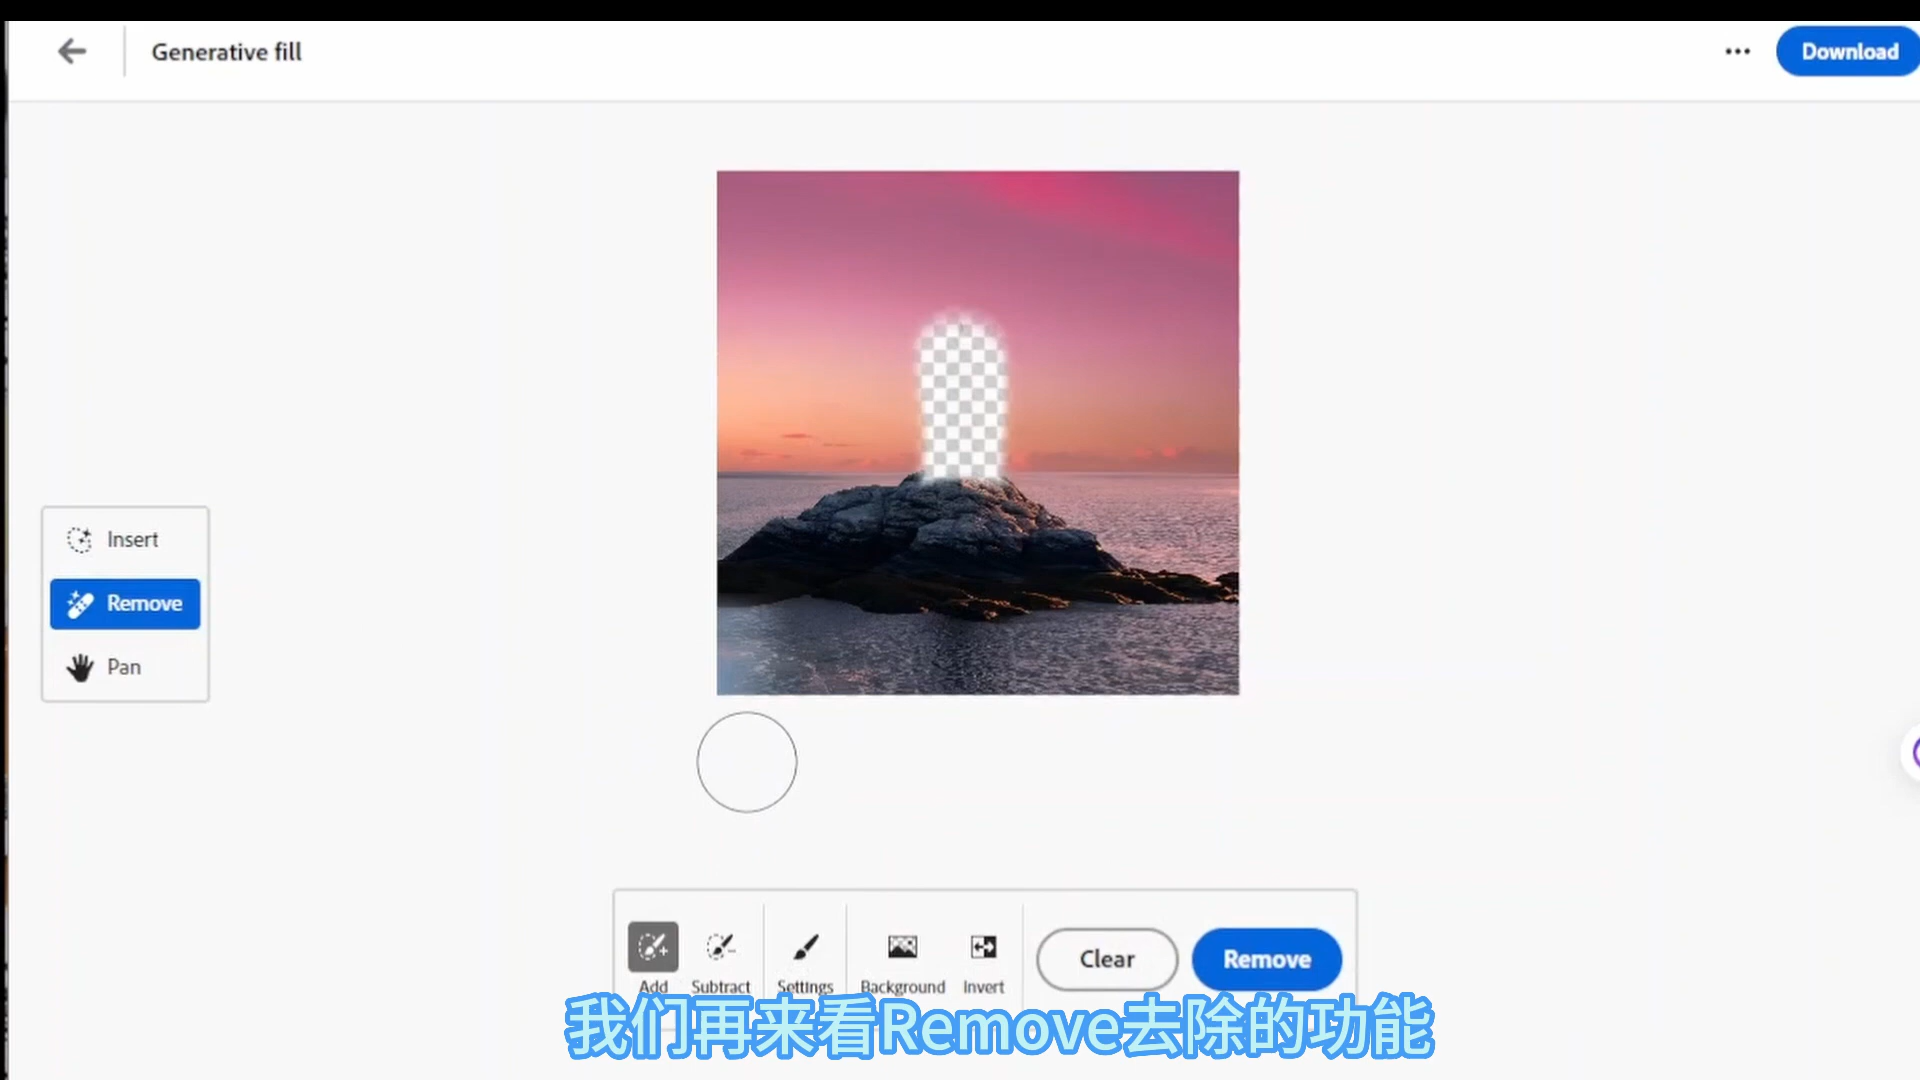 Generative fill
Download
Insert
Remove
Pan
Add
Subtract
Settings
Background
Invert
Clear
Remove
我们再来看Remove去除的功能